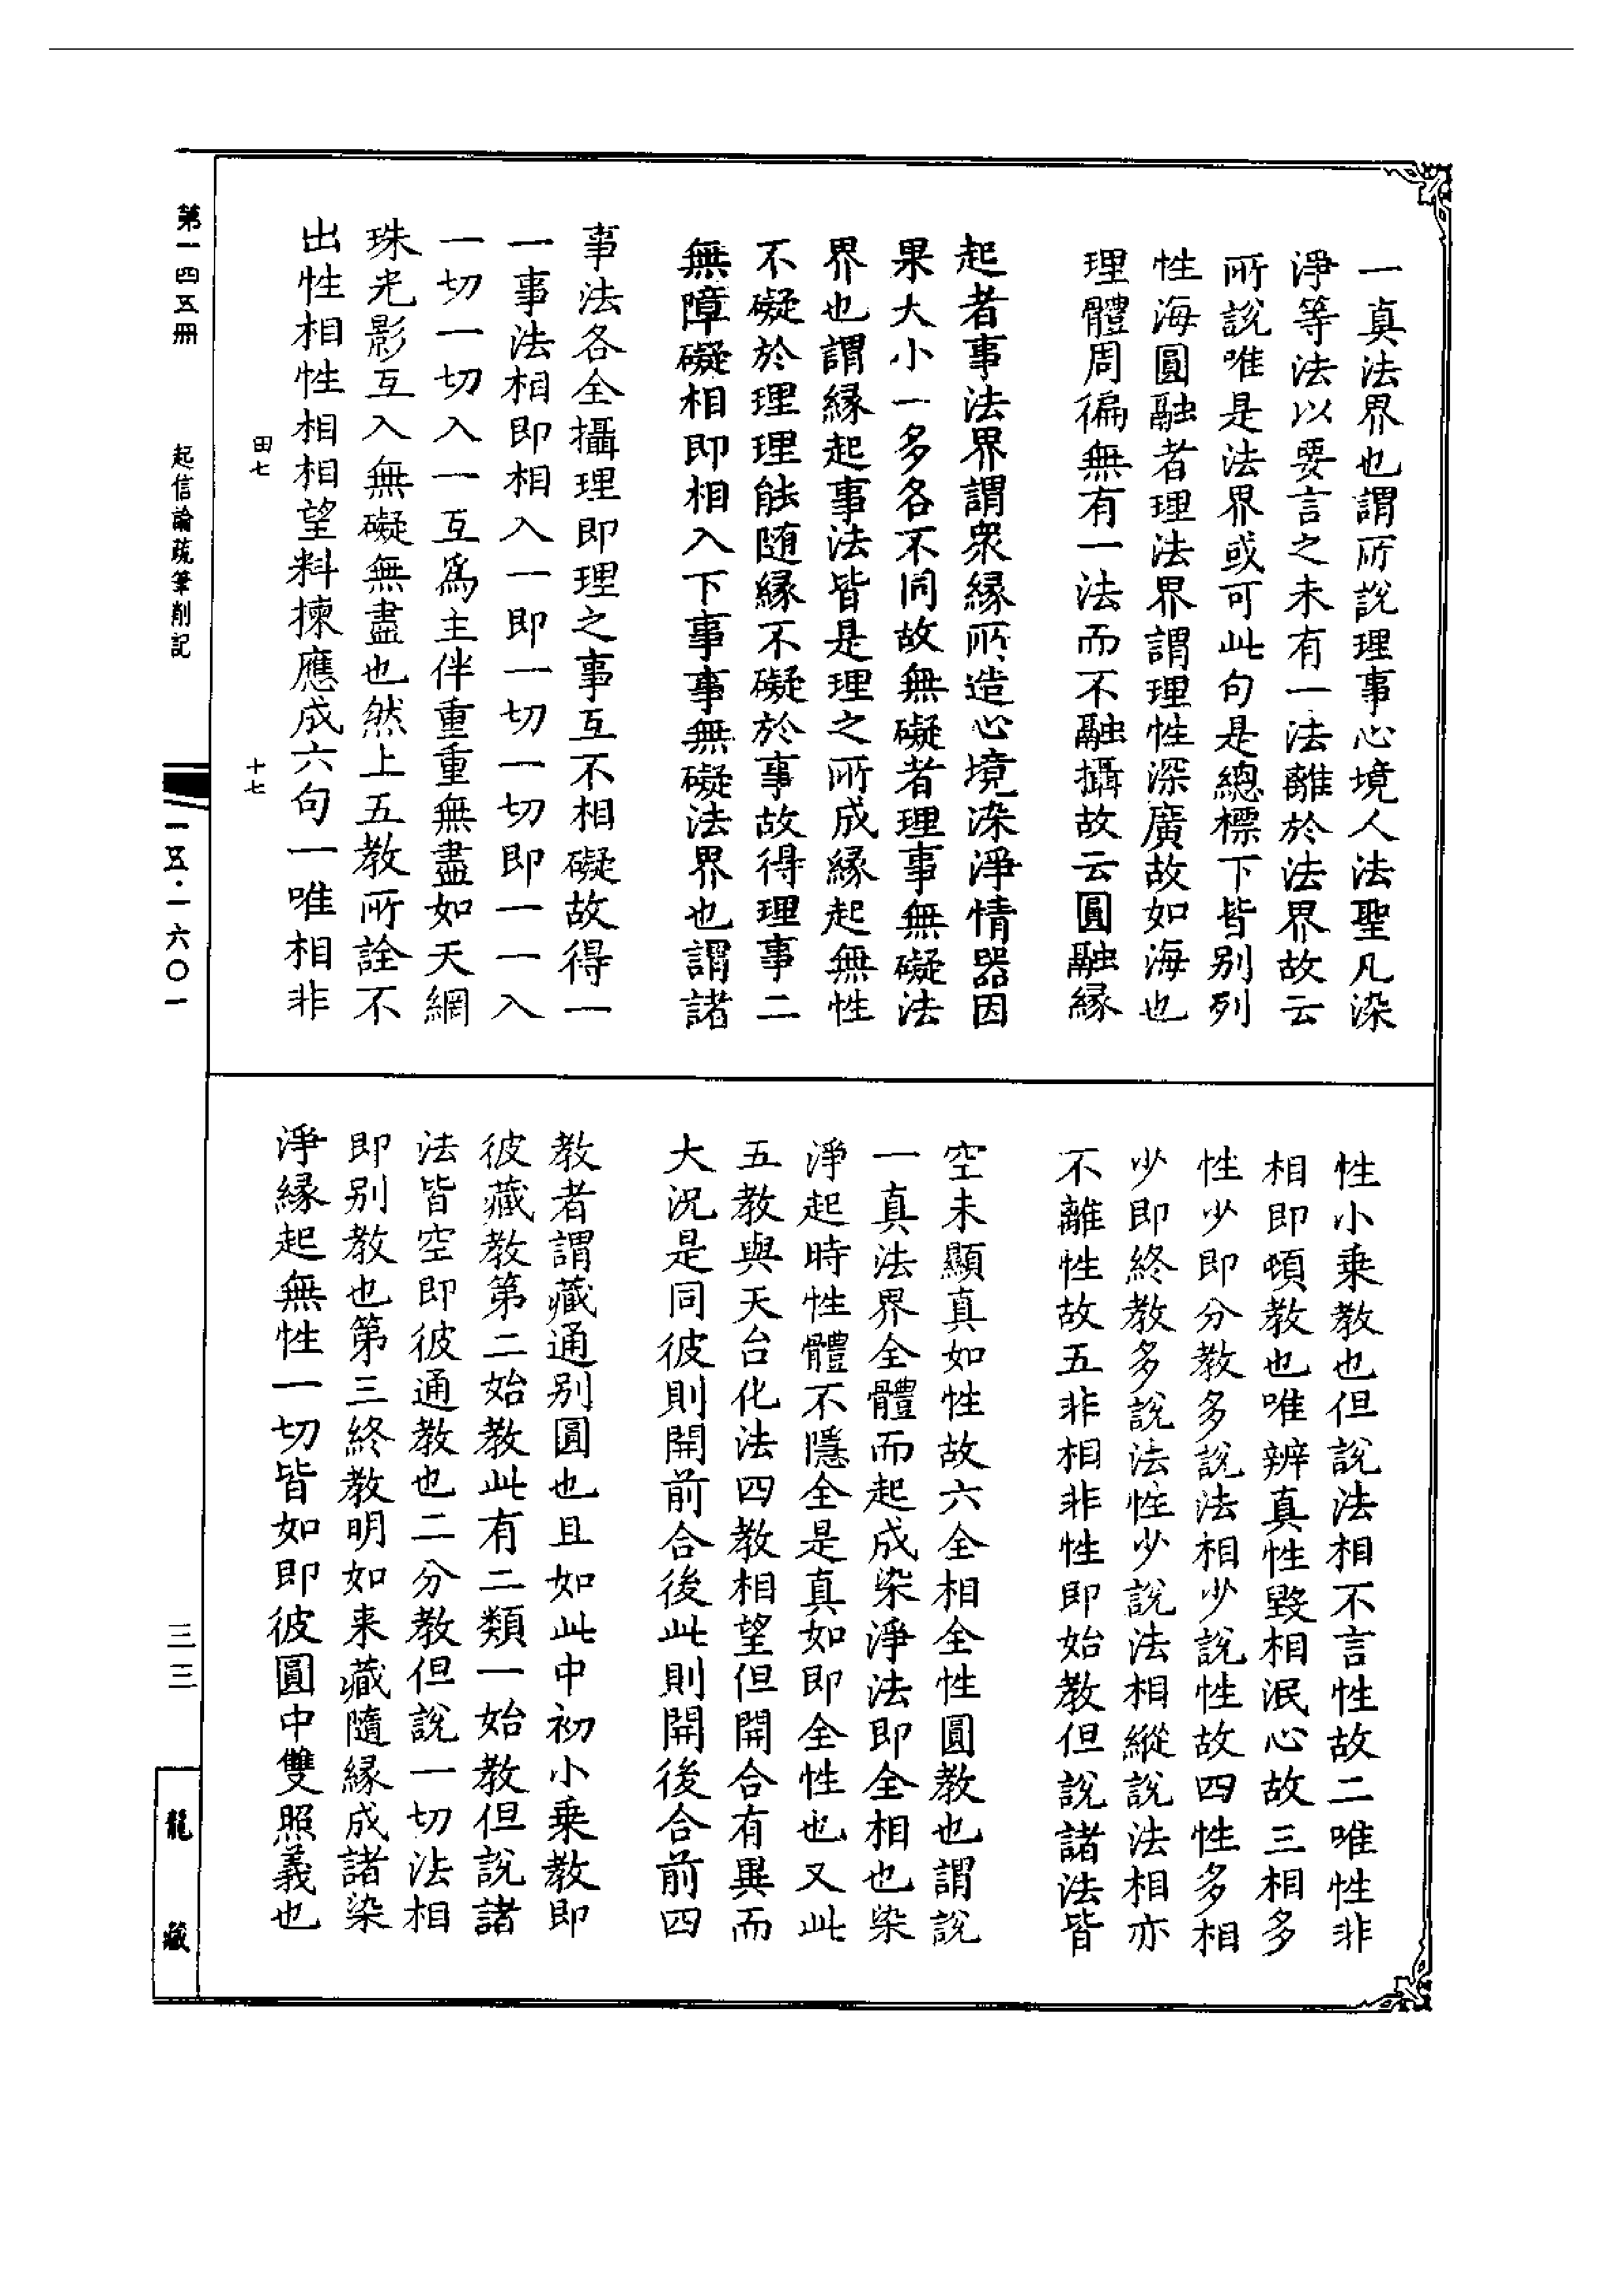 一真法界也謂所說理事心境人法聖凡染
淨等法以要言之未有一法離於法界故云
所說唯是法界或可此句是總標下皆別列
性海圓融者理法界謂理性深廣故如海也
理體周徧無有一法而不融攝故云圓融緣
起者事法界謂衆緣所造心境染淨情器因
果大小一多各不同故無礙者理事無礙法
界也謂緣起事法皆是理之所成緣起無性
不礙於理理能随緣不礙於事故得理事二
無障礙相即相入下事事無礙法界也謂諸
事法各全攝理即理之事互不相礙故得一
一事法相即相入一即一切一切即一一入
一切一切入一互爲主伴重重無盡如天網
珠光影互入無礙無盡也然上五教所詮不
出性相性相相望料揀應成六句一唯相非
性小乗教也但說法相不言性故二唯性非
相即頓教也唯辨真性毀相泯心故三相多
性少即分教多說法相少說性故四性多相
少即終教多說法性少說法相縱說法相亦
不離性故五非相非性即始教但說諸法皆
空未顯真如性故六全相全性圓教也謂說
一真法界全體而起成染淨法即全相也染
淨起時性體不隱全是真如即全性也又此
五教與天台化法四教相望但開合有異而
大況是同彼則開前合後此則開後合前四
教者謂藏通別圓也且如此中初小乗教即
彼藏教第二始教此有二類一始教但說諸
法皆空即彼通教也二分教但說一切法相
即別教也第三終教明如来藏隨緣成諸染
淨緣起無性一切皆如即彼圓中雙照義也
田七
十七
第一四五冊
起信論疏筆削記
一五·一六〇一
三三
龍藏